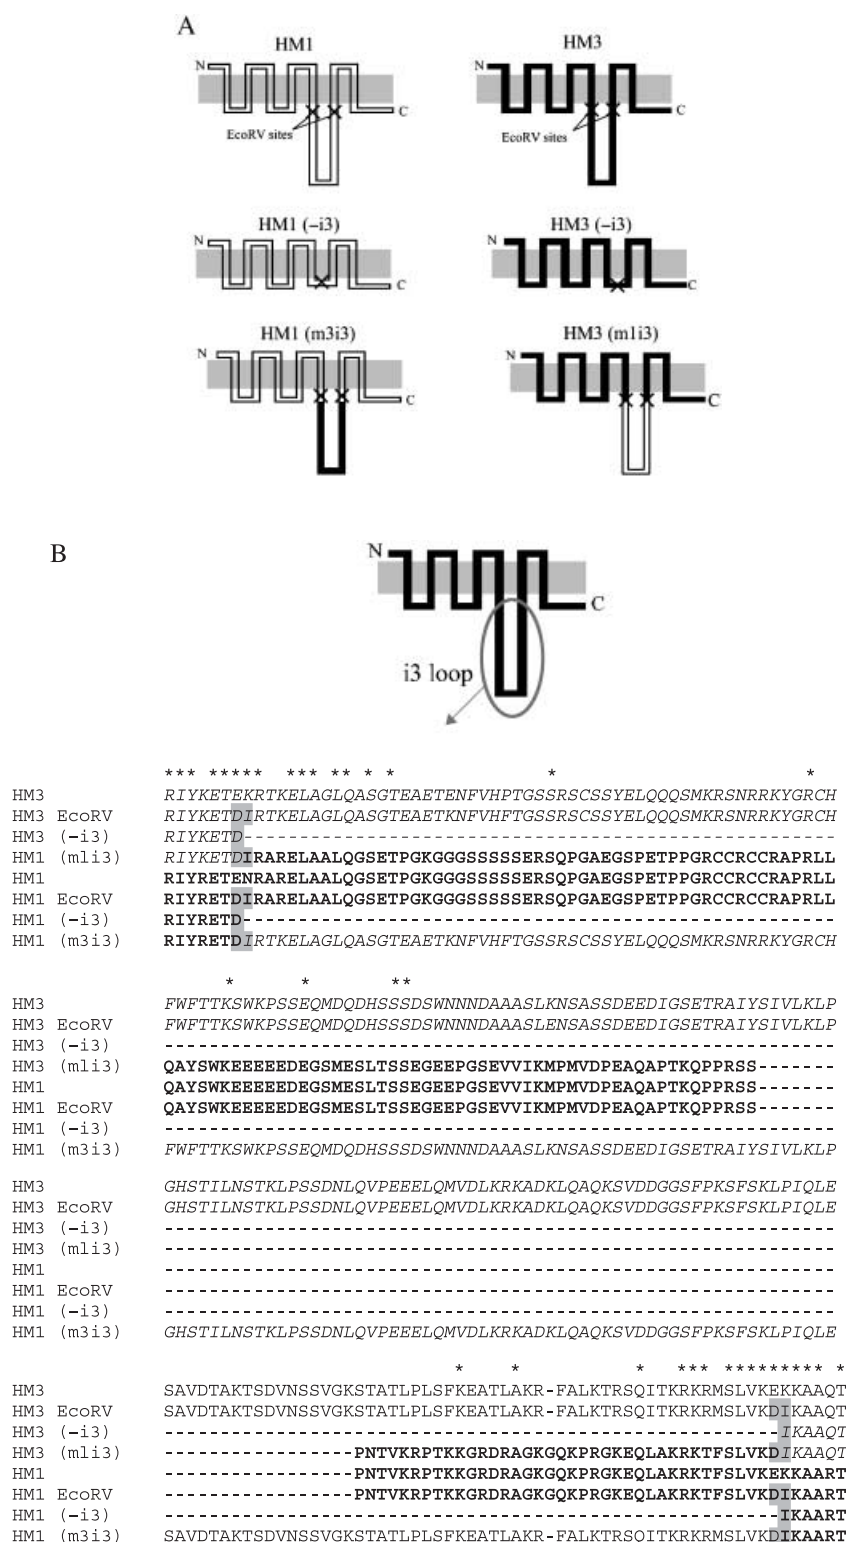 A
HM1
HM3
N
N
C
C
EcoRV sites
EcoRV sites
HM1 (−i3)
HM3 (−i3)
N
N
C
C
HM1 (m3i3)
HM3 (m1i3)
N
N
C
C
B
N
C
i3 loop
*** ***** *** ** * * * *
HM3 RIYKETEKRTKELAGLQASGTEAETENFVHPTGSSRSCSSYELQQQSMKRSNRRKYGRCH
HM3 EcoRV RIYKETDIRTKELAGLQASGTEAETKNFVHFTGSSRSCSSYELQQQSMKRSNRRKYGRCH
HM3 (-i3) RIYKETD-----------------------------------------------------
HM1 (mli3) RIYKETDIRARELAALQGSETPGKGGGSSSSSERSQPGAEGSPETPPGRCCRCCRAPRLL
HM1 RIYRETENRARELAALQGSETPGKGGGSSSSSERSQPGAEGSPETPPGRCCRCCRAPRLL
HM1 EcoRV RIYRETDIRARELAALQGSETPGKGGGSSSSSERSQPGAEGSPETPPGRCCRCCRAPRLL
HM1 (-i3) RIYRETD-----------------------------------------------------
HM1 (m3i3) RIYRETDIRTKELAGLQASGTEAETKNFVHFTGSSRSCSSYELQQQSMKRSNRRKYGRCH
* * **
HM3 FWFTTKSWKPSSEQMDQDHSSSDSWNNNDAAASLKNSASSDEEDIGSETRAIYSIVLKLP
HM3 EcoRV FWFTTKSWKPSSEQMDQDHSSSDSWNNNDAAASLENSASSDEEDIGSETRAIYSIVLKLP
HM3 (-i3) ------------------------------------------------------------
HM3 (mli3) QAYSWKEEEEEDEGSMESLTSSEGEEPGSEVVIKMPMVDPEAQAPTKQPPRSS-------
HM1 QAYSWKEEEEEDEGSMESLTSSEGEEPGSEVVIKMPMVDPEAQAPTKQPPRSS-------
HM1 EcoRV QAYSWKEEEEEDEGSMESLTSSEGEEPGSEVVIKMPMVDPEAQAPTKQPPRSS-------
HM1 (-i3) ------------------------------------------------------------
HM1 (m3i3) FWFTTKSWKPSSEQMDQDHSSSDSWNNNDAAASLKNSASSDEEDIGSETRAIYSIVLKLP
HM3 GHSTILNSTKLPSSDNLQVPEEELQMVDLKRKADKLQAQKSVDDGGSFPKSFSKLPIQLE
HM3 EcoRV GHSTILNSTKLPSSDNLQVPEEELQMVDLKRKADKLQAQKSVDDGGSFPKSFSKLPIQLE
HM3 (-i3) ------------------------------------------------------------
HM3 (mli3) ------------------------------------------------------------
HM1 ------------------------------------------------------------
HM1 EcoRV ------------------------------------------------------------
HM1 (-i3) ------------------------------------------------------------
HM1 (m3i3) GHSTILNSTKLPSSDNLQVPEEELQMVDLKRKADKLQAQKSVDDGGSFPKSFSKLPIQLE
* * * *** ********* *
HM3 SAVDTAKTSDVNSSVGKSTATLPLSFKEATLAKR-FALKTRSQITKRKRMSLVKEKKAAQT
HM3 EcoRV SAVDTAKTSDVNSSVGKSTATLPLSFKEATLAKR-FALKTRSQITKRKRMSLVKDIKAAQT
HM3 (-i3) -------------------------------------------------------IKAAQT
HM3 (mli3) -----------------PNTVKRPTKKGRDRAGKGQKPRGKEQLAKRKTFSLVKDIKAAQT
HM1 -----------------PNTVKRPTKKGRDRAGKGQKPRGKEQLAKRKTFSLVKEKKAART
HM1 EcoRV -----------------PNTVKRPTKKGRDRAGKGQKPRGKEQLAKRKTFSLVKDIKAART
HM1 (-i3) -------------------------------------------------------IKAART
HM1 (m3i3) SAVDTAKTSDVNSSVGKSTATLPLSFKEATLAKR-FALKTRSQITKRKRMSLVKDIKAART